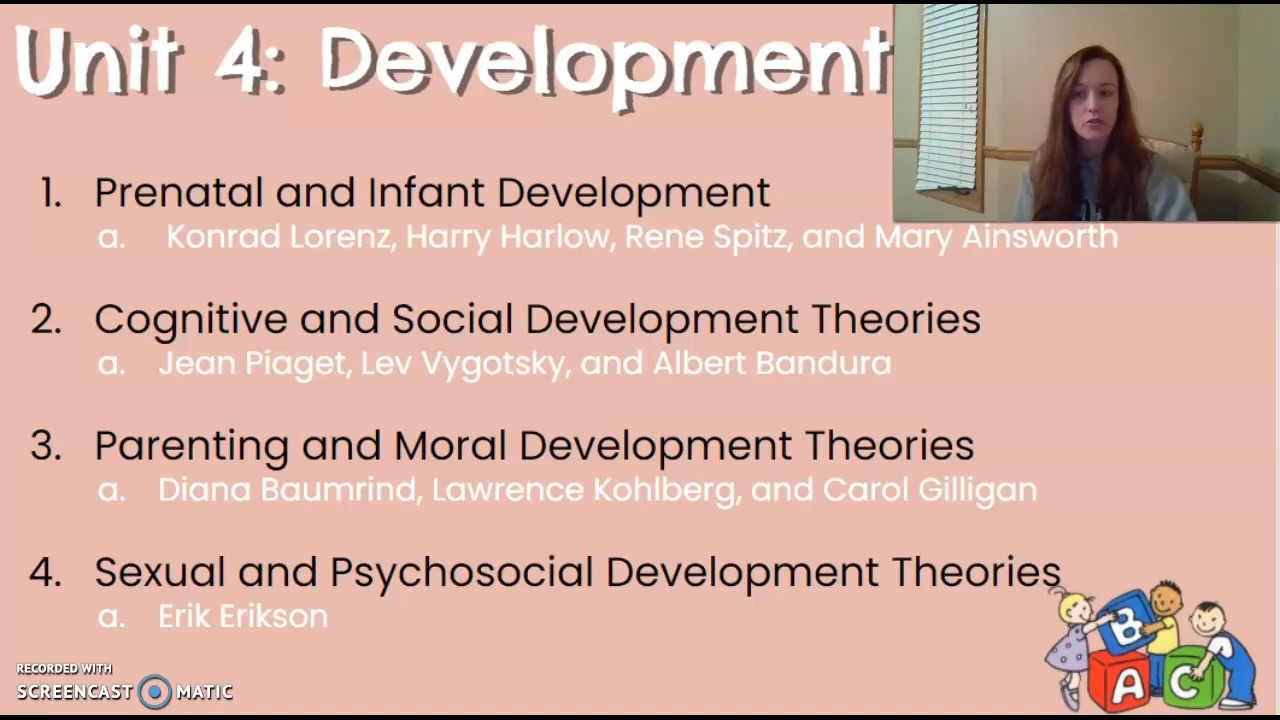 Unit 4: Development
1. Prenatal and Infant Development
a. Konrad Lorenz, Harry Harlow, Rene Spitz, and Mary Ainsworth
2. Cognitive and Social Development Theories
a. Jean Piaget, Lev Vygotsky, and Albert Bandura
3. Parenting and Moral Development Theories
a. Diana Baumrind, Lawrence Kohlberg, and Carol Gilligan
4. Sexual and Psychosocial Development Theories
a. Erik Erikson
B
A C
RECORDED WITH
SCREENCAST MATIC